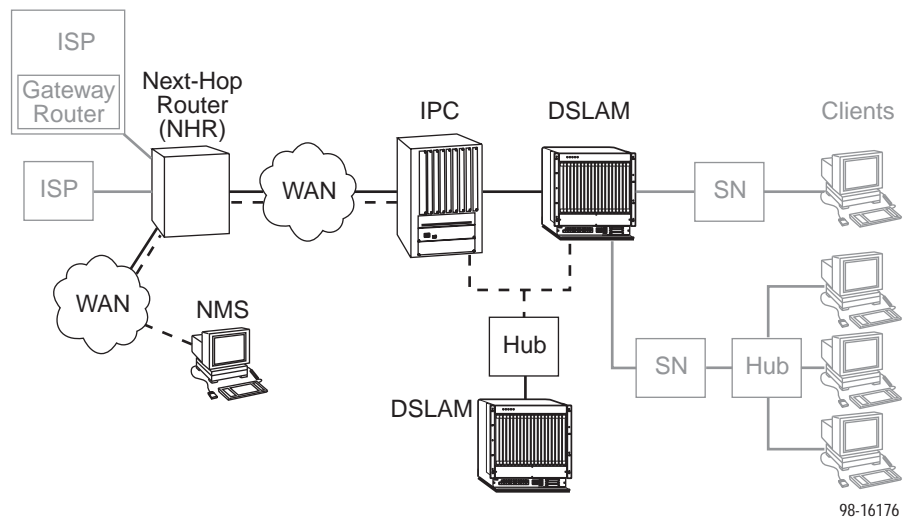 ISP
Gateway
Router
Next-Hop
Router
(NHR)
IPC
DSLAM
Clients
ISP
WAN
SN
WAN
NMS
Hub
SN
Hub
DSLAM
98-16176